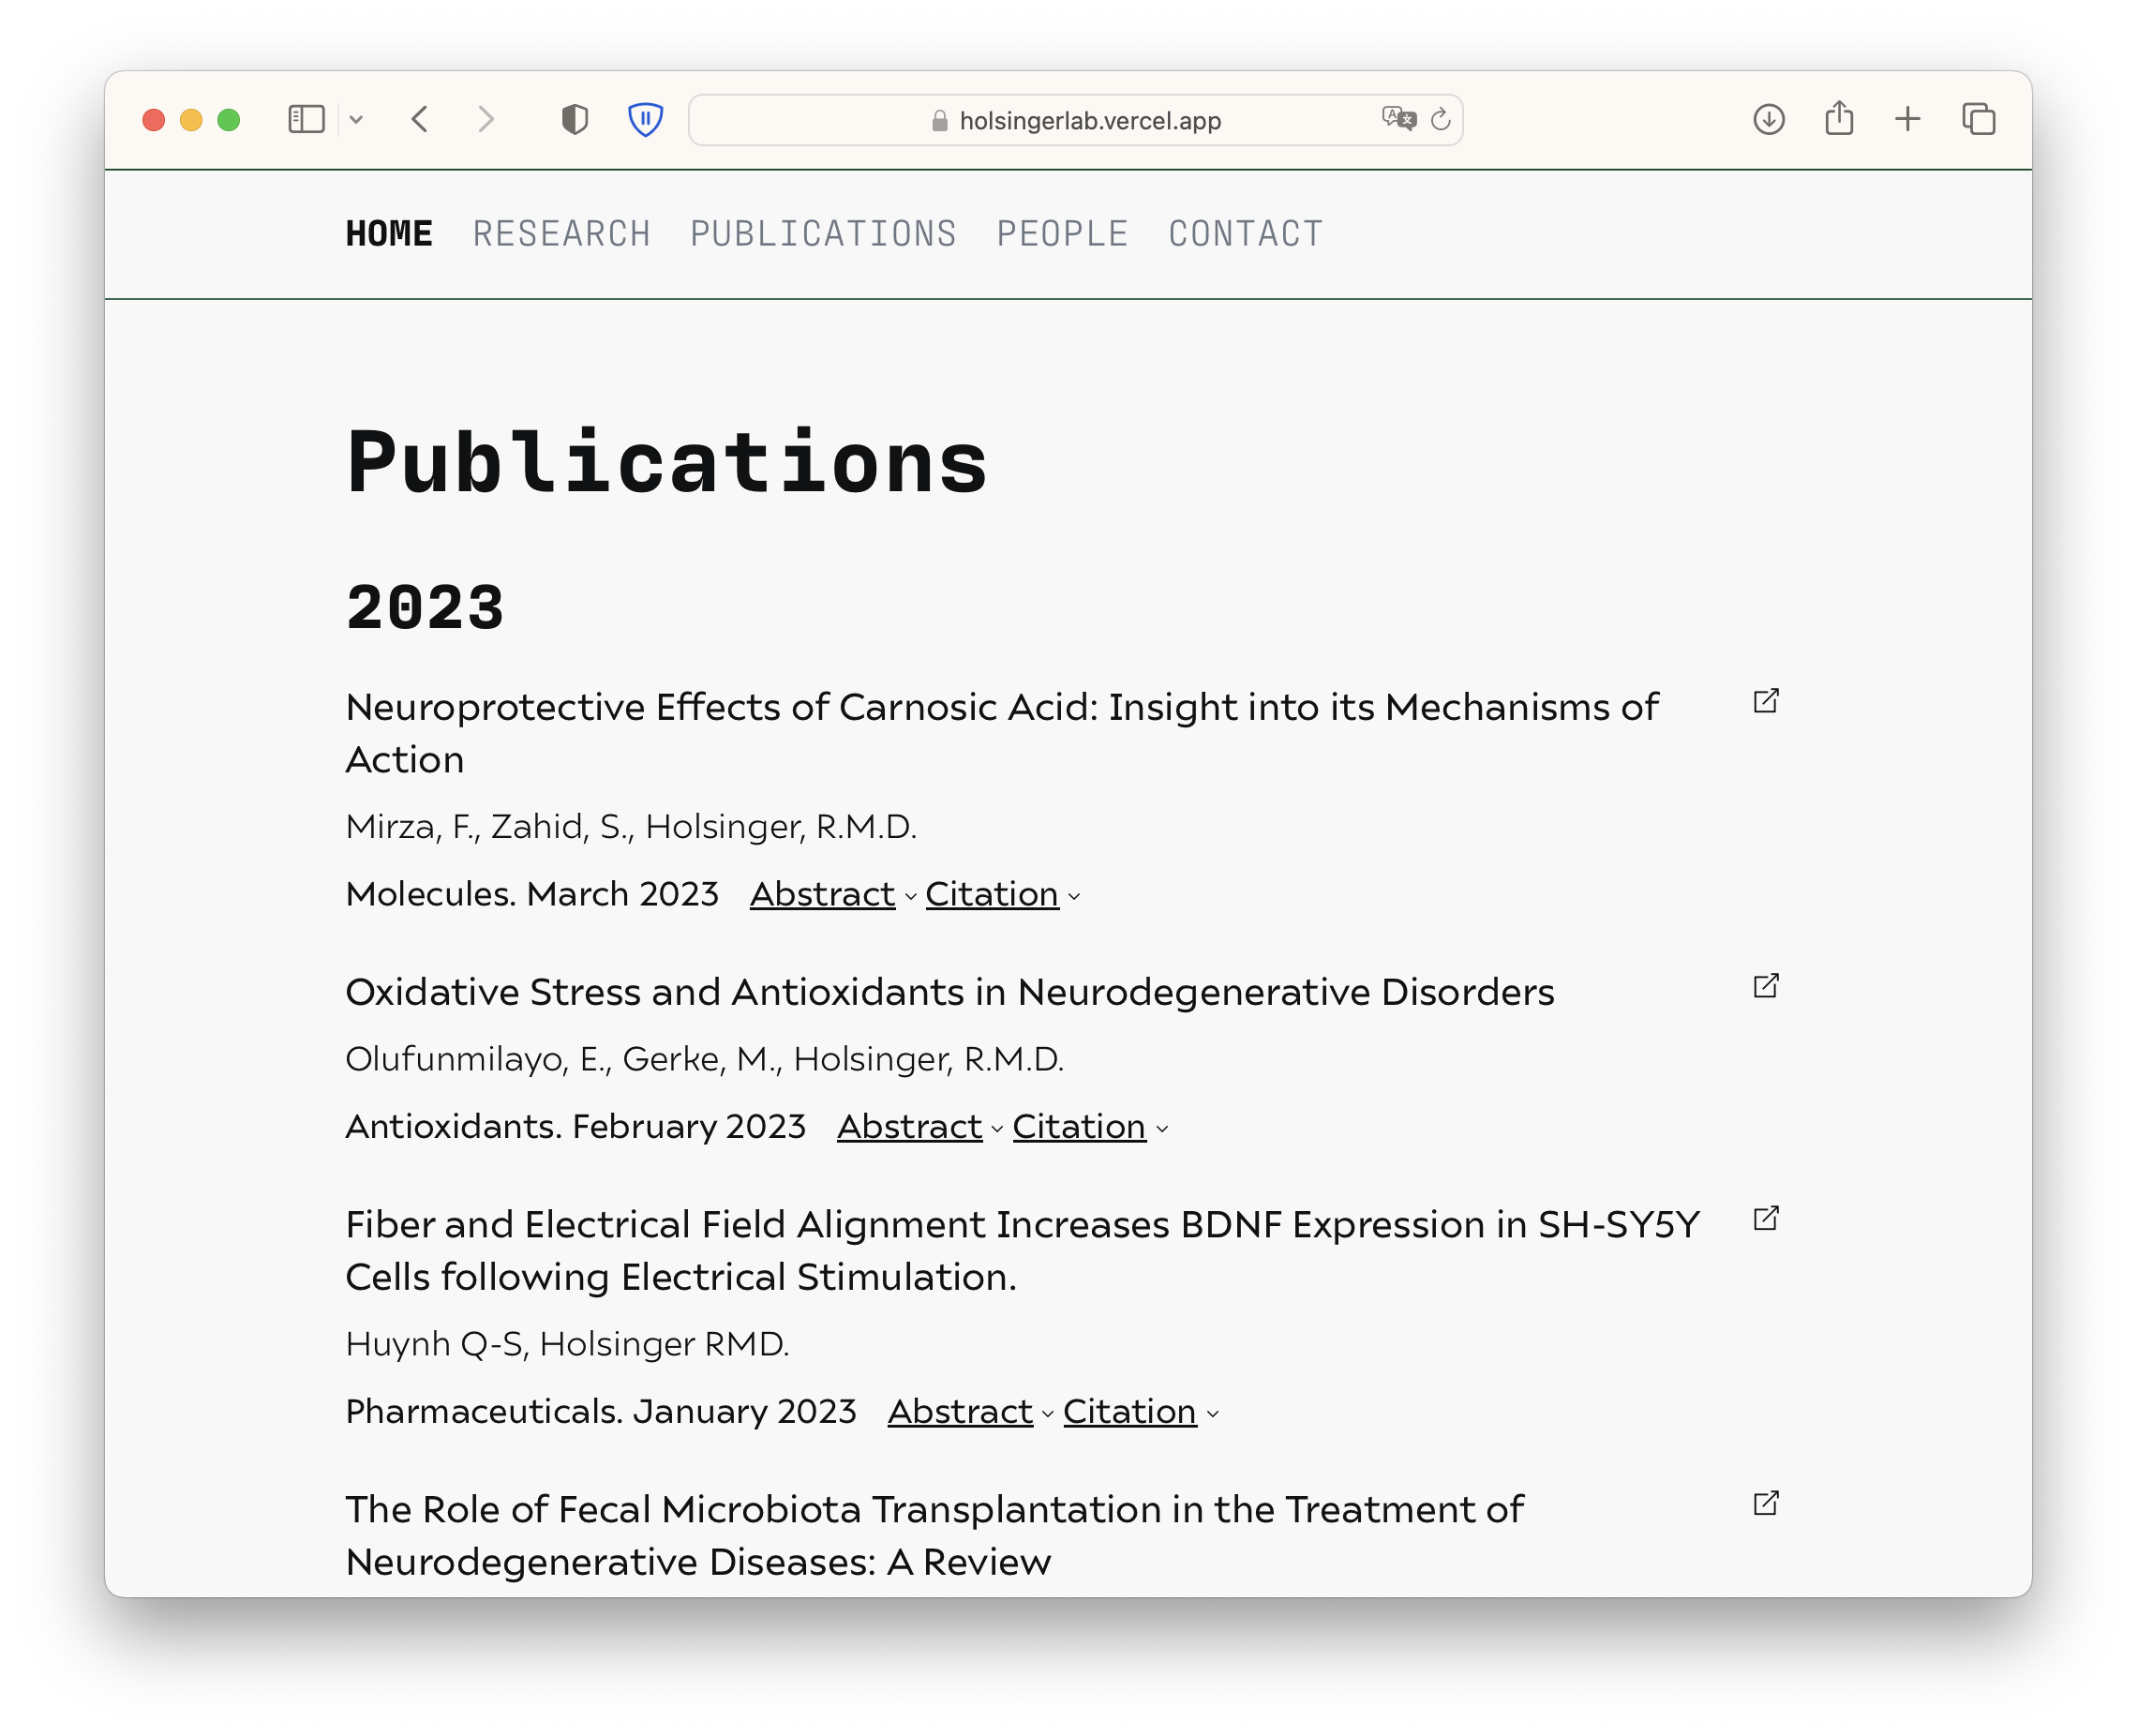 holsingerlab.vercel.app
HOME RESEARCH PUBLICATIONS PEOPLE CONTACT
Publications
2023
Neuroprotective Effects of Carnosic Acid: Insight into its Mechanisms of
Action
Mirza, F., Zahid, S., Holsinger, R.M.D.
Molecules. March 2023 Abstract Citation
Oxidative Stress and Antioxidants in Neurodegenerative Disorders
Olufunmilayo, E., Gerke, M., Holsinger, R.M.D.
Antioxidants. February 2023 Abstract Citation
Fiber and Electrical Field Alignment Increases BDNF Expression in SH-SY5Y
Cells following Electrical Stimulation.
Huynh Q-S, Holsinger RMD.
Pharmaceuticals. January 2023 Abstract Citation
The Role of Fecal Microbiota Transplantation in the Treatment of
Neurodegenerative Diseases: A Review